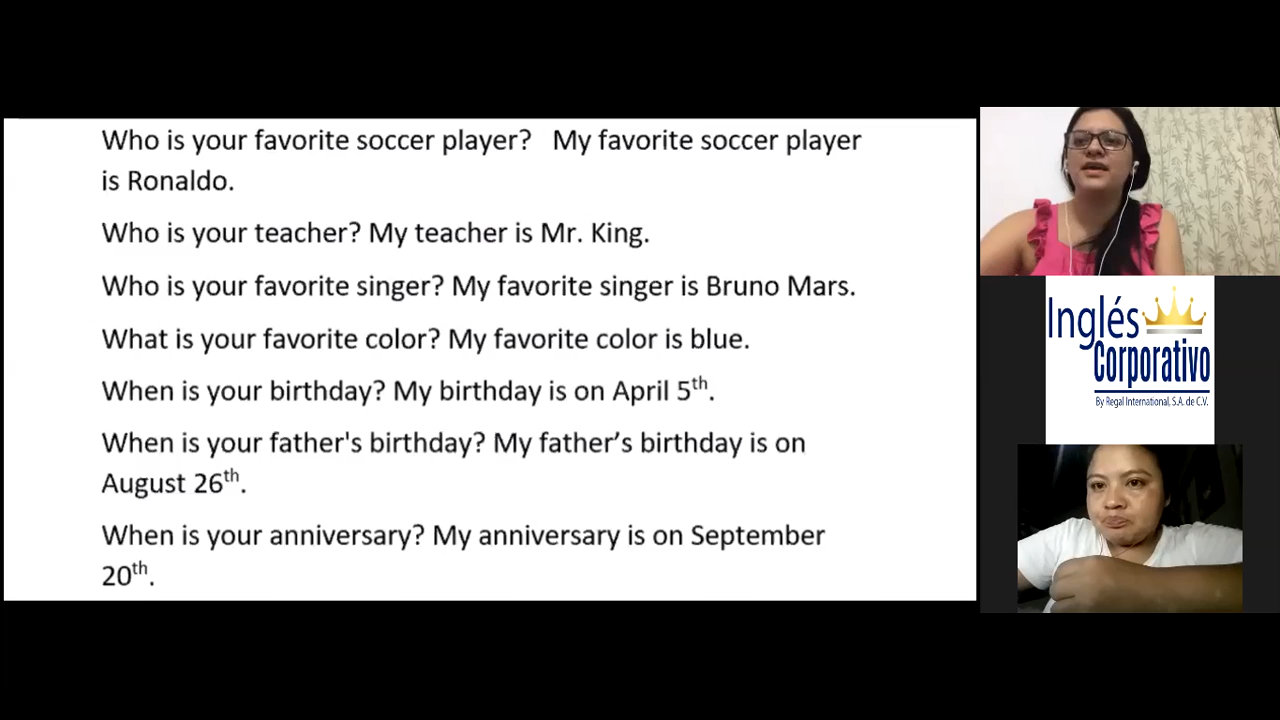 Who is your favorite soccer player? My favorite soccer player
is Ronaldo.
Who is your teacher? My teacher is Mr. King.
Who is your favorite singer? My favorite singer is Bruno Mars.
What is your favorite color? My favorite color is blue.
When is your birthday? My birthday is on April 5th.
When is your father's birthday? My father’s birthday is on
August 26th.
When is your anniversary? My anniversary is on September
20th.
Inglés
Corporativo
By Regal International, S.A. de C.V.